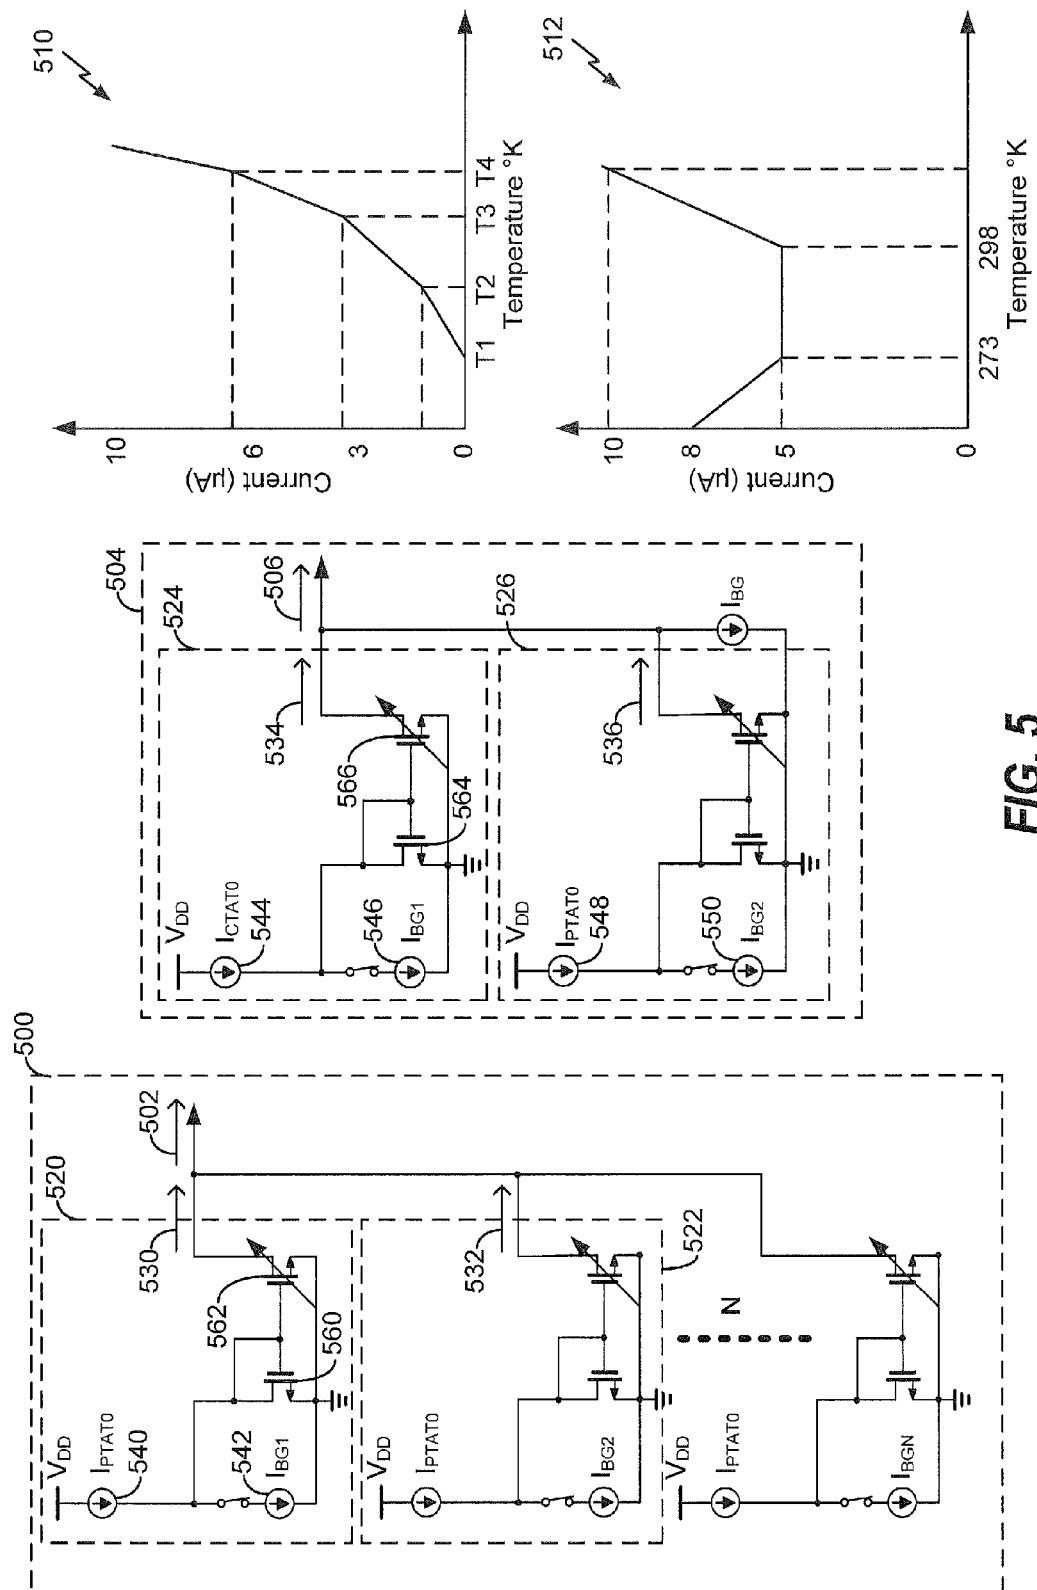 500
502
520
530
V_DD
I_PTAT0
540
542
I_BG1
562
560
532
522
V_DD
I_PTAT0
I_BG2
N
V_DD
I_PTAT0
I_BGN
504
524
506
534
V_DD
I_CTAT0
544
546
I_BG1
566
564
526
536
V_DD
I_PTAT0
548
550
I_BG2
I_BG
510
Current (µA)
10
6
3
0
T1 T2 T3 T4
Temperature °K
512
Current (µA)
10
8
5
0
273 298
Temperature °K
FIG. 5